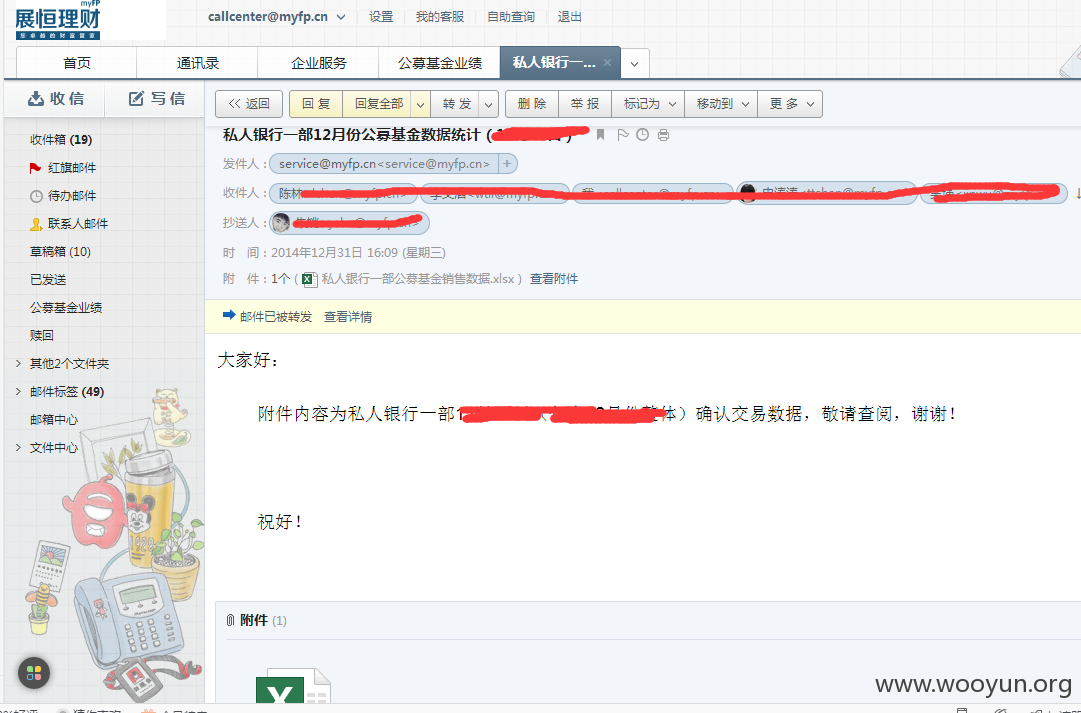 myFP
展恒理财
您卓越的财富管家
callcenter@myfp.cn 设置 我的客服 自助查询 退出
首页 通讯录 企业服务 公募基金业绩 私人银行一... ×
收信 写信
<< 返回 回复 回复全部 转发 删除 举报 标记为 移动到 更多
收件箱 (19)
红旗邮件
待办邮件
联系人邮件
草稿箱 (10)
已发送
公募基金业绩
赎回
其他2个文件夹
邮件标签 (49)
邮箱中心
文件中心
私人银行一部12月份公募基金数据统计 (
发件人：service@myfp.cn<service@myfp.cn> +
收件人：陈林
抄送人：
时 间：2014年12月31日 16:09 (星期三)
附 件：1个 ( 私人银行一部公募基金销售数据.xlsx ) 查看附件
邮件已被转发 查看详情
大家好：
附件内容为私人银行一部 体）确认交易数据，敬请查阅，谢谢！
祝好！
附件 (1)
www.wooyun.org